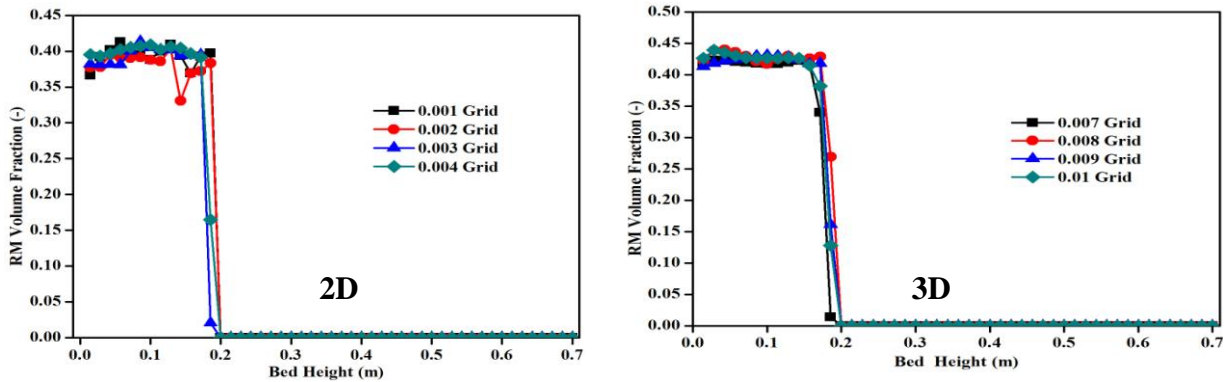 0.45
0.40
0.35
0.30
0.25
0.20
0.15
0.10
0.05
0.00
RM Volume Fraction (-)
0.001 Grid
0.002 Grid
0.003 Grid
0.004 Grid
2D
0.0 0.1 0.2 0.3 0.4 0.5 0.6 0.7
Bed Height (m)
0.50
0.45
0.40
0.35
0.30
0.25
0.20
0.15
0.10
0.05
0.00
RM Volume Fraction (-)
0.007 Grid
0.008 Grid
0.009 Grid
0.01 Grid
3D
0.0 0.1 0.2 0.3 0.4 0.5 0.6 0.7
Bed Height (m)